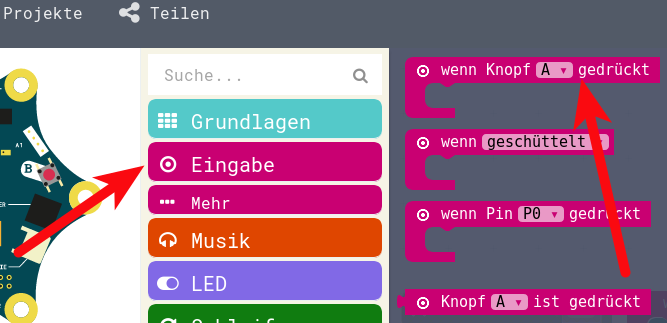 Projekte
Teilen
Suche...
Grundlagen
Eingabe
Mehr
Musik
LED
wenn Knopf A gedrückt
wenn geschüttelt
wenn Pin P0 gedrückt
Knopf A ist gedrückt
A1
B